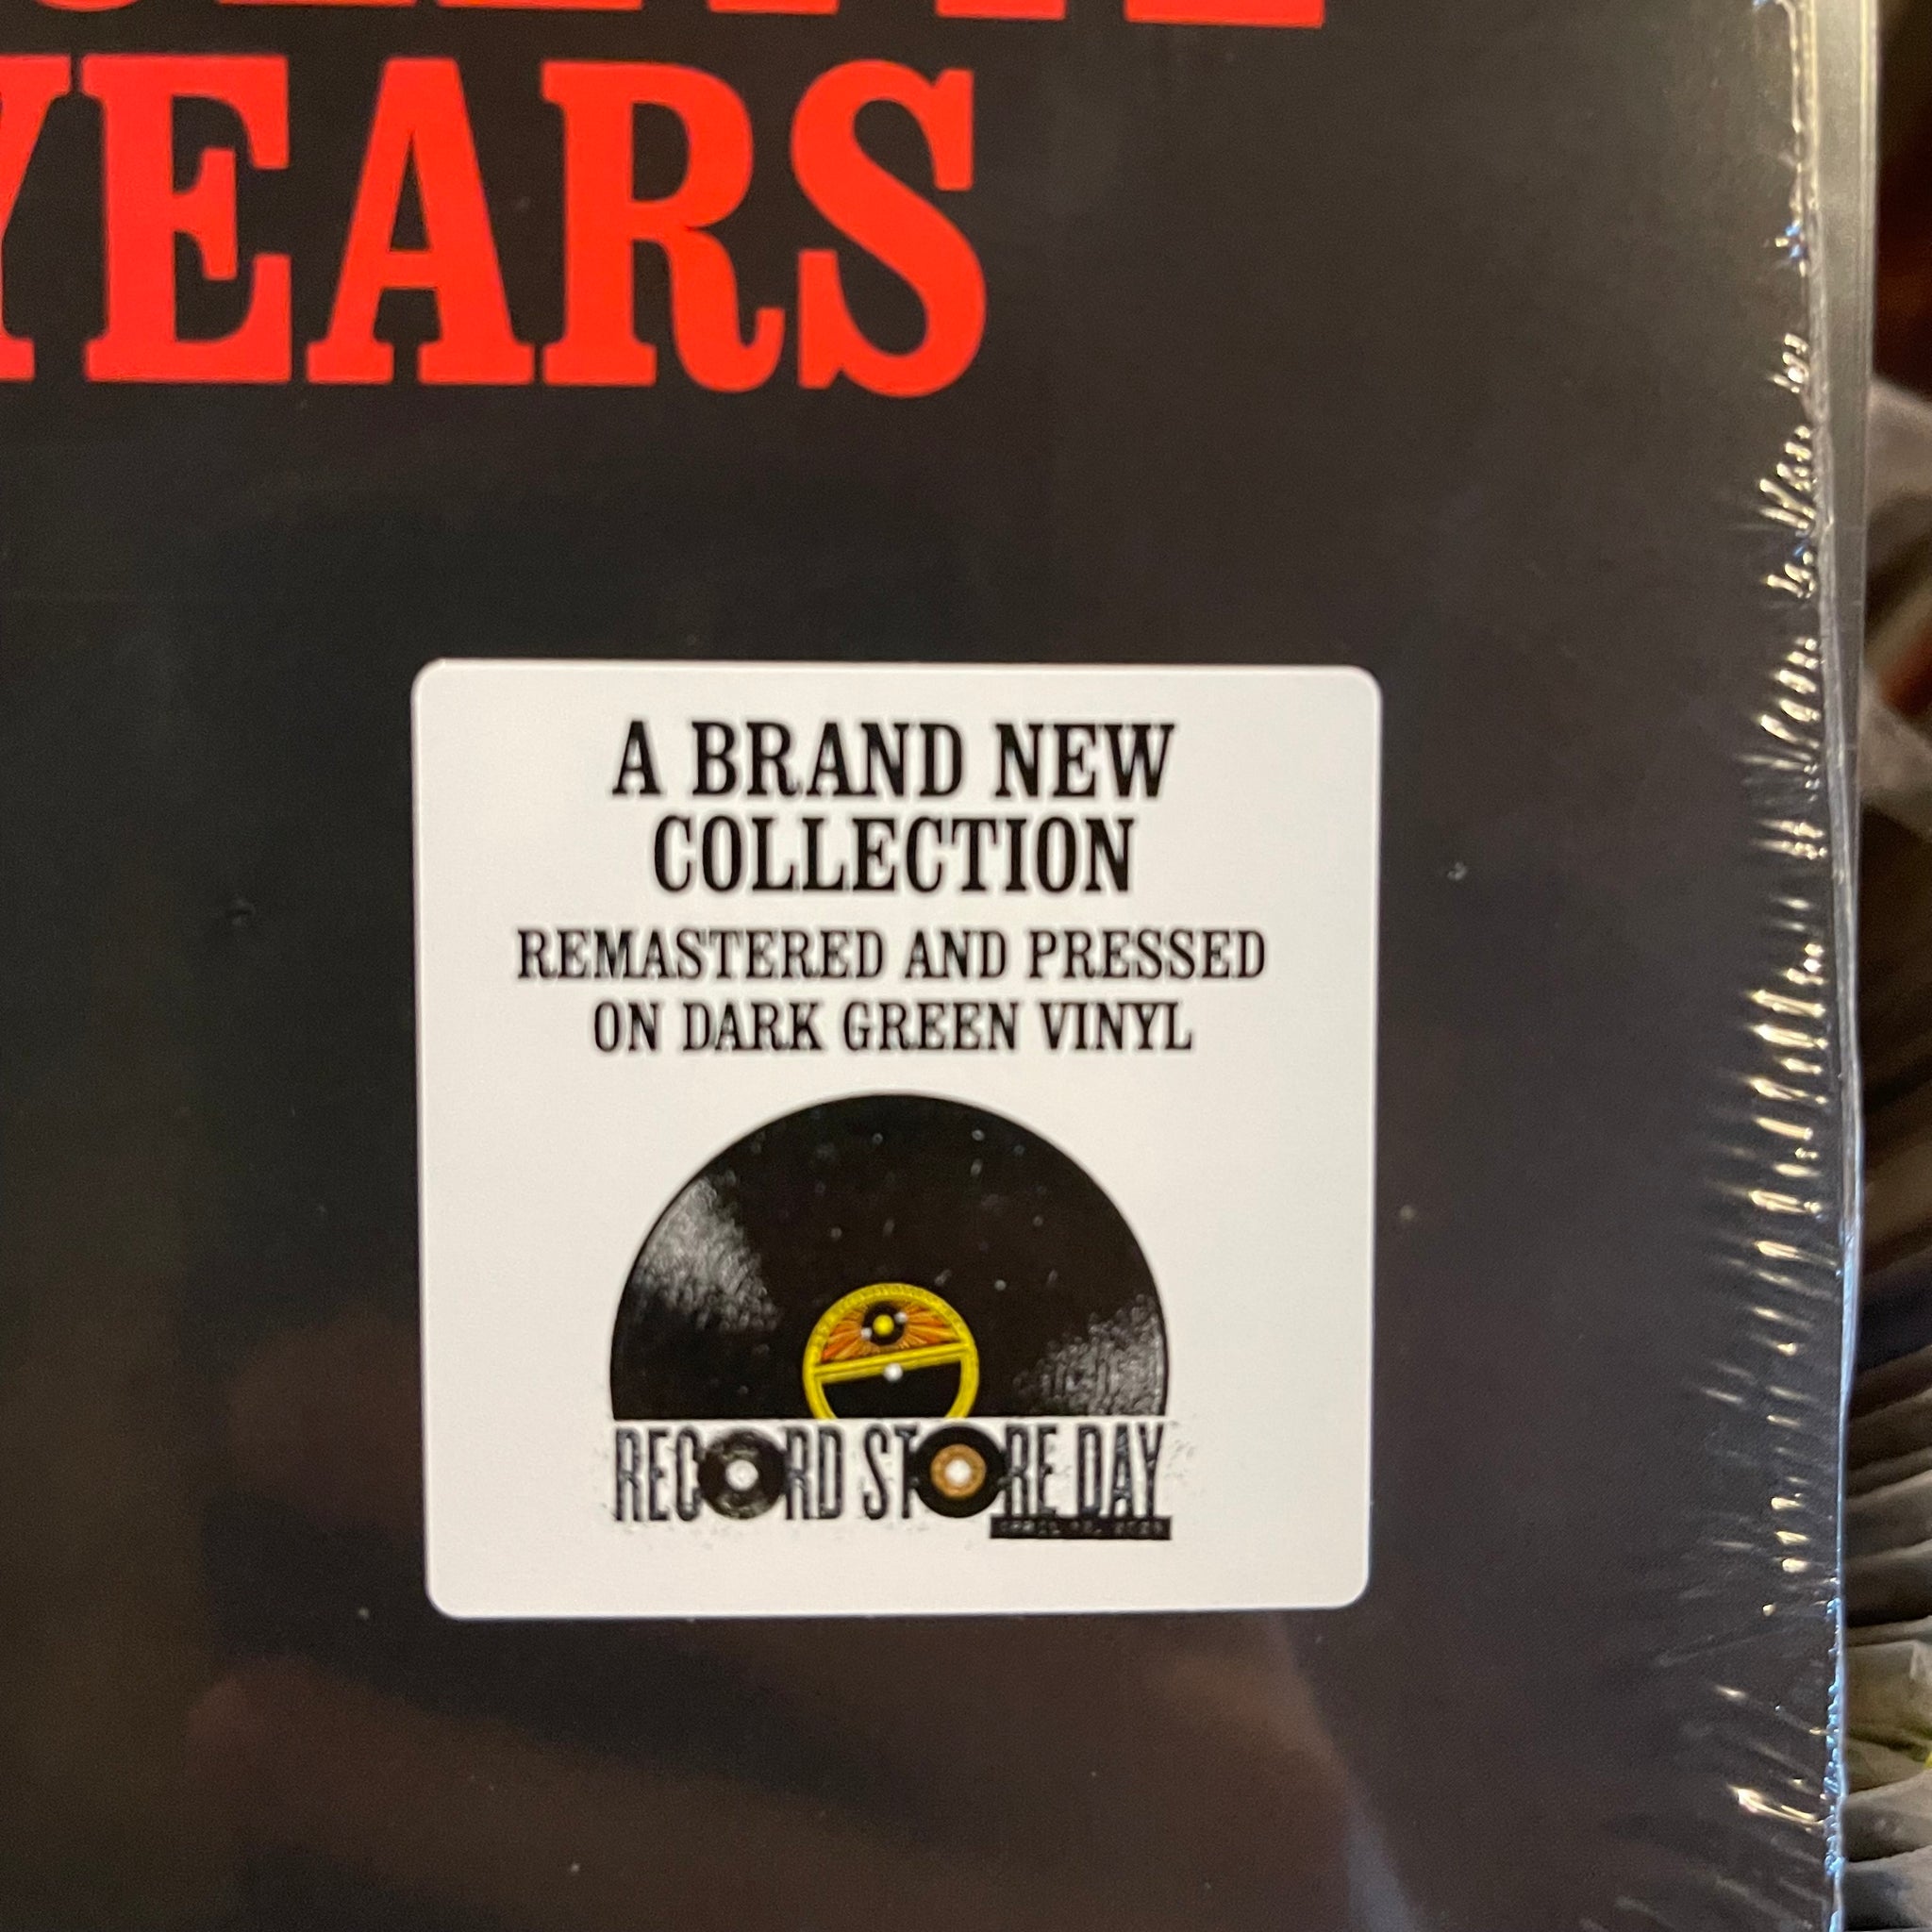 YEARS
A BRAND NEW
COLLECTION
REMASTERED AND PRESSED
ON DARK GREEN VINYL
RECORD STORE DAY